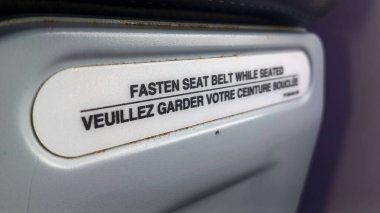 FASTEN SEAT BELT WHILE SEATED
VEUILLEZ GARDER VOTRE CEINTURE BOUCLÉE